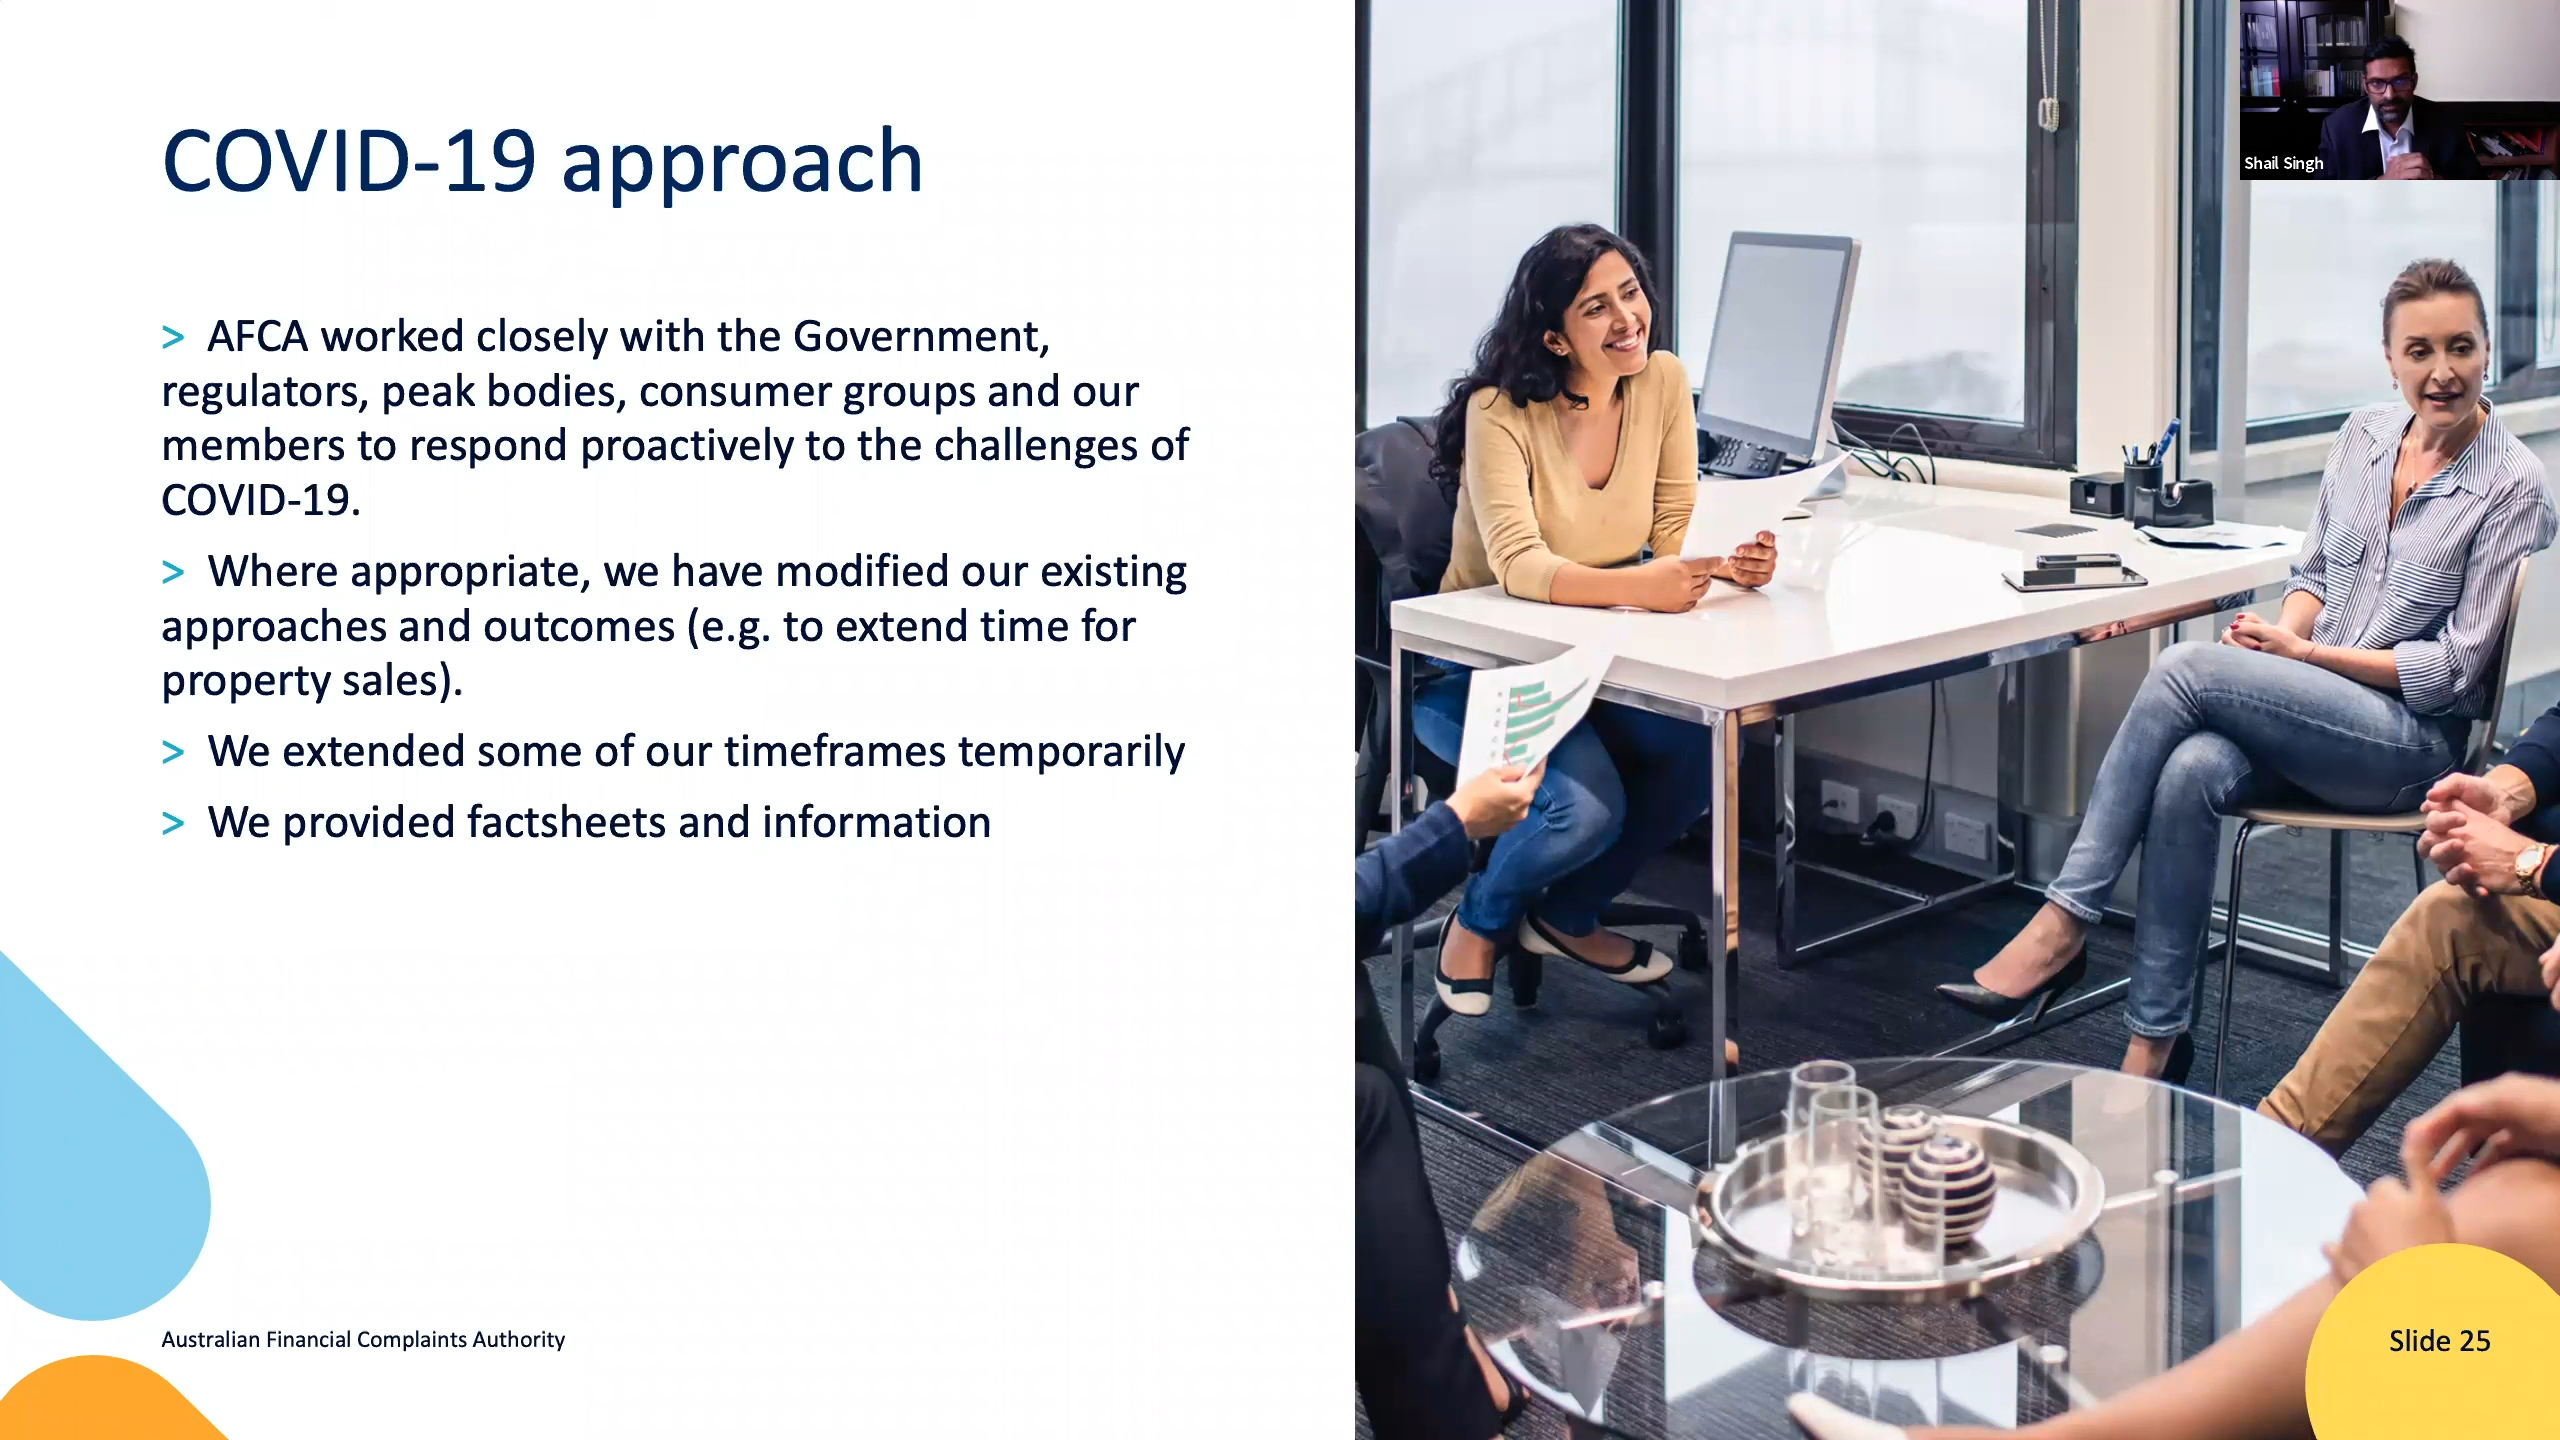 COVID-19 approach
> AFCA worked closely with the Government,
regulators, peak bodies, consumer groups and our
members to respond proactively to the challenges of
COVID-19.
> Where appropriate, we have modified our existing
approaches and outcomes (e.g. to extend time for
property sales).
> We extended some of our timeframes temporarily
> We provided factsheets and information
Australian Financial Complaints Authority
Shail Singh
Slide 25